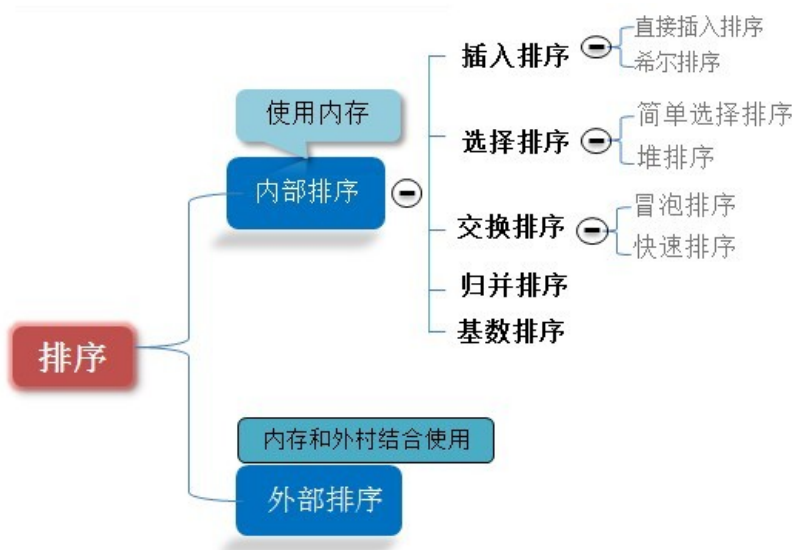 直接插入排序
插入排序
希尔排序
使用内存
简单选择排序
选择排序
堆排序
内部排序
冒泡排序
交换排序
快速排序
归并排序
基数排序
排序
内存和外村结合使用
外部排序